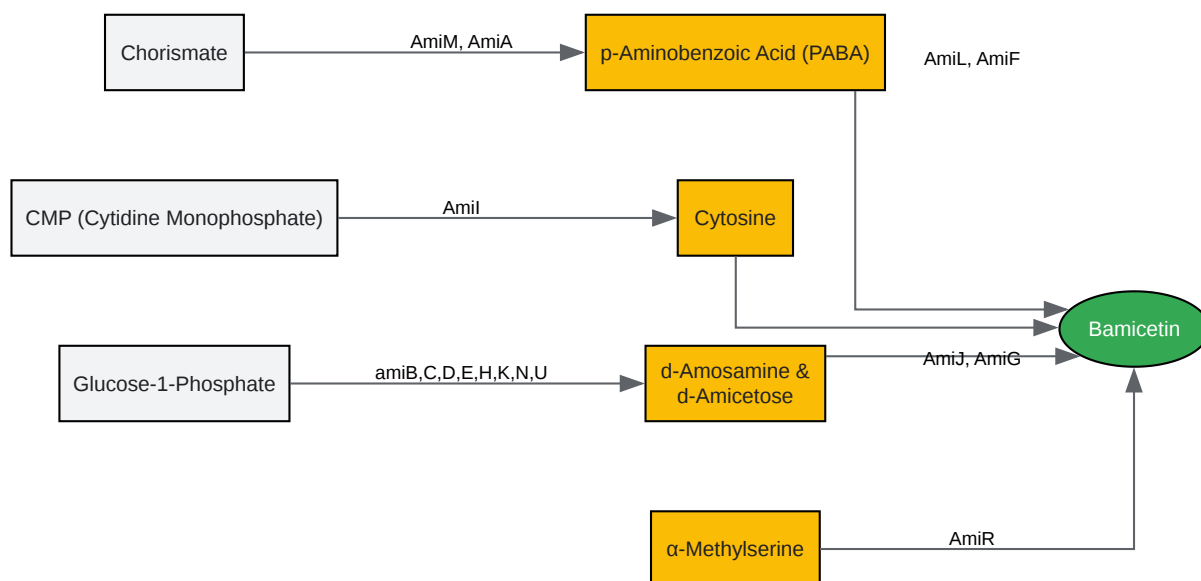 Chorismate
AmiM, AmiA
p-Aminobenzoic Acid (PABA)
AmiL, AmiF
CMP (Cytidine Monophosphate)
AmiI
Cytosine
Bamicetin
Glucose-1-Phosphate
amiB,C,D,E,H,K,N,U
d-Amosamine &
d-Amicetose
AmiJ, AmiG
α-Methylserine
AmiR